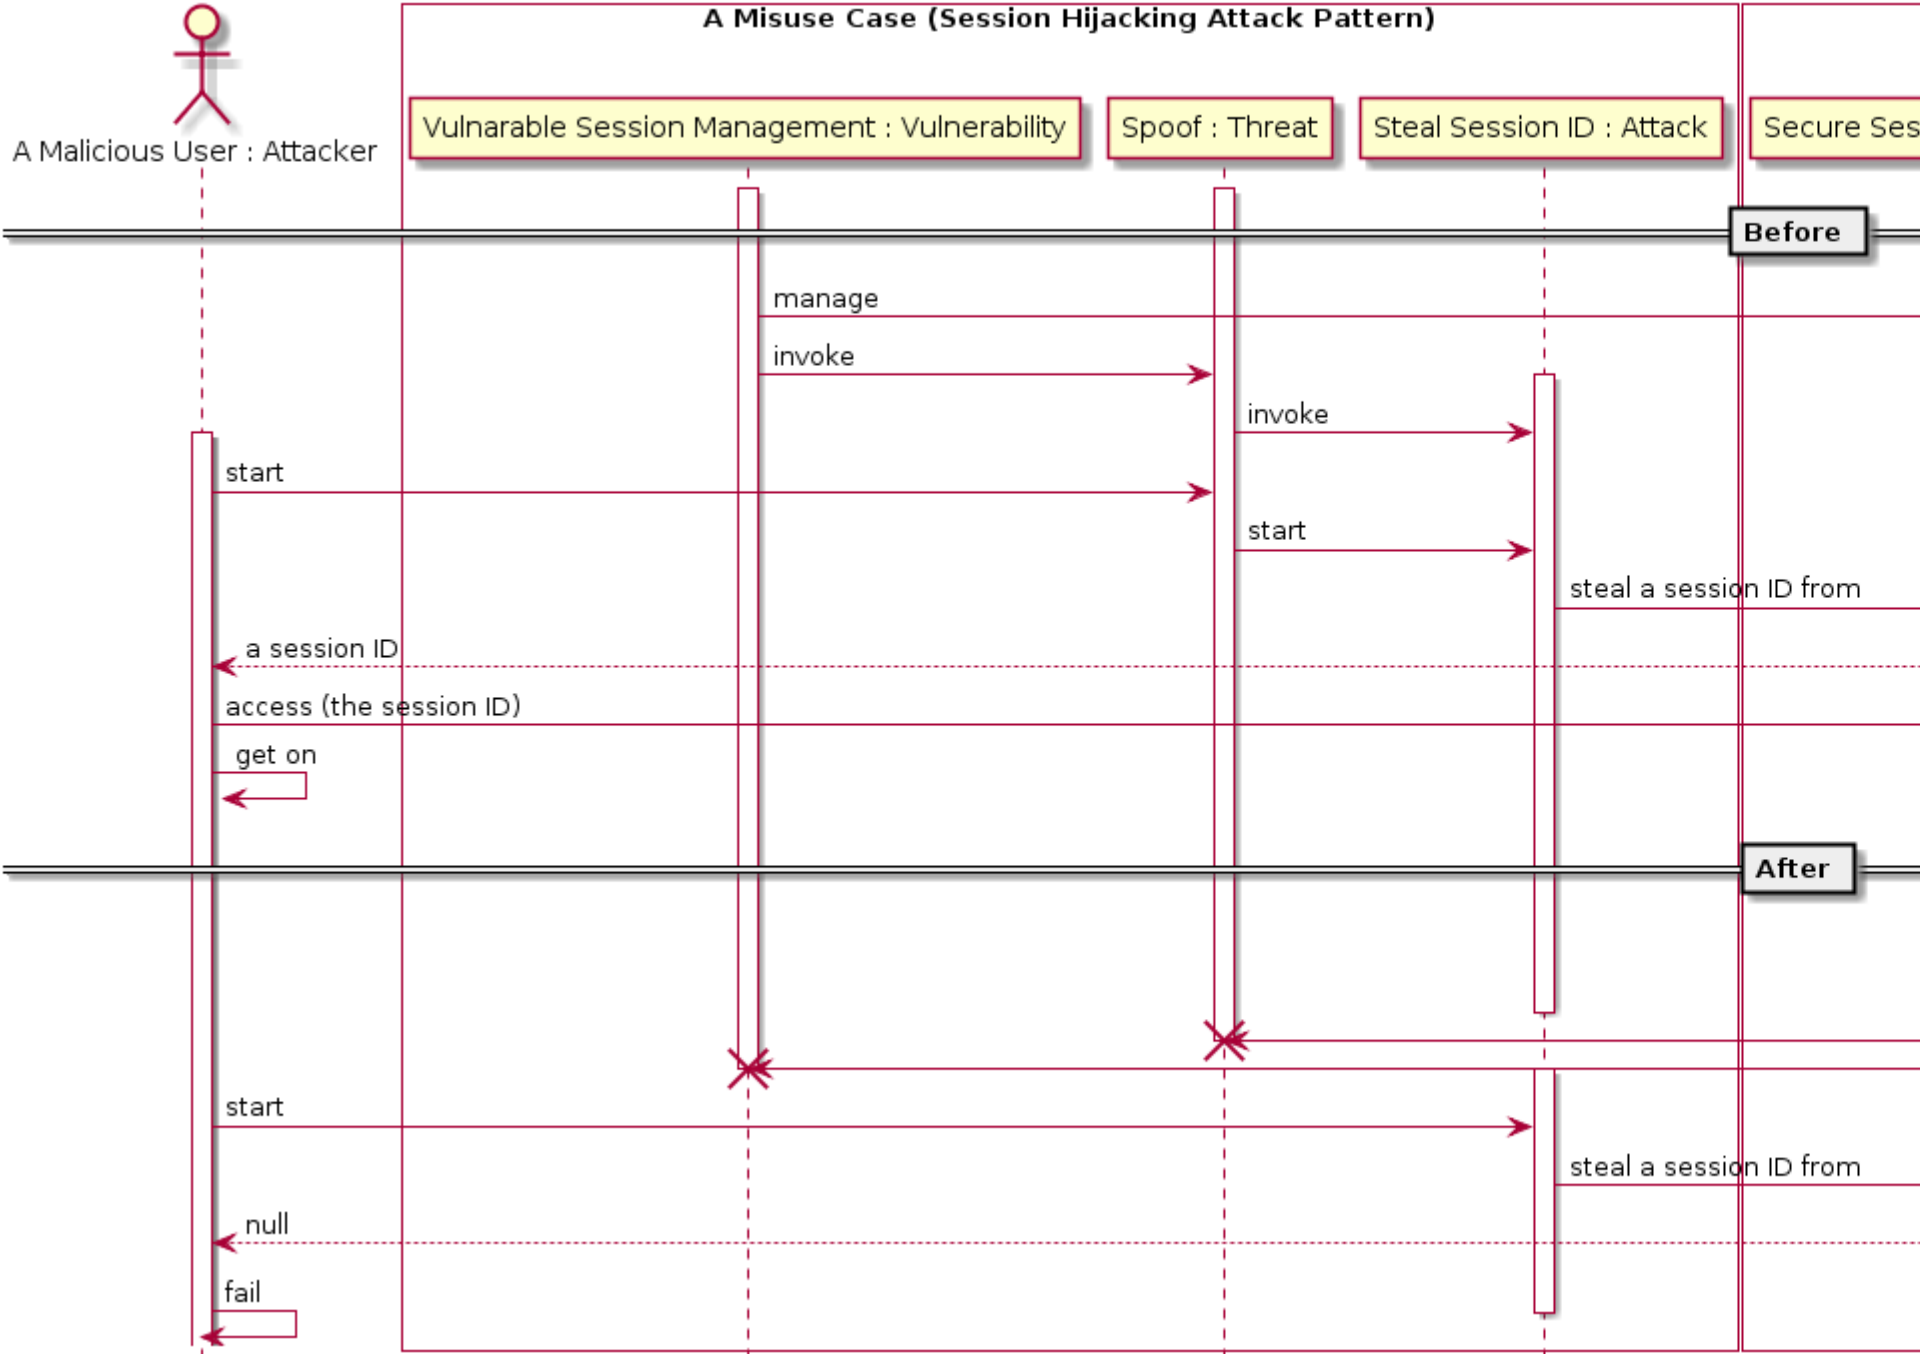 A Misuse Case (Session Hijacking Attack Pattern)
A Malicious User : Attacker
Vulnarable Session Management : Vulnerability
Spoof : Threat
Steal Session ID : Attack
Secure Ses
Before
manage
invoke
invoke
start
start
steal a session ID from
a session ID
access (the session ID)
get on
After
start
steal a session ID from
null
fail